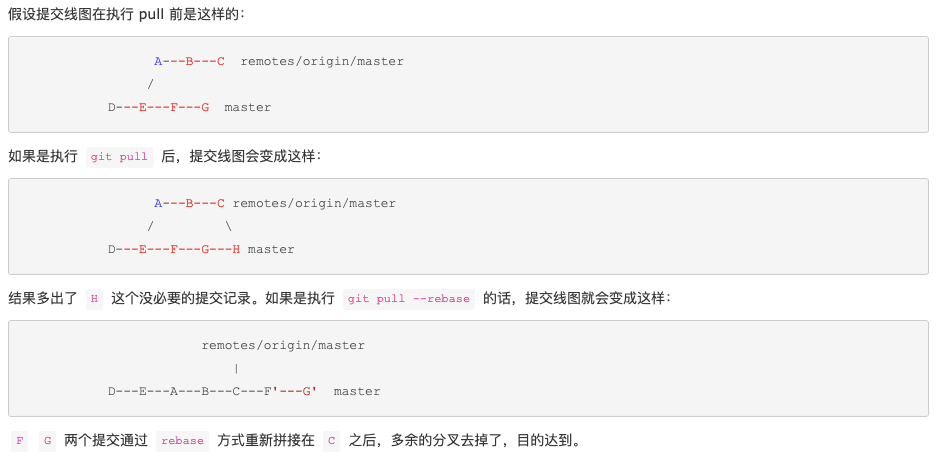 假设提交线图在执行 pull 前是这样的：
A---B---C  remotes/origin/master
/
D---E---F---G  master
如果是执行 git pull 后，提交线图会变成这样：
A---B---C remotes/origin/master
/         \
D---E---F---G---H master
结果多出了 H 这个没必要的提交记录。如果是执行 git pull --rebase 的话，提交线图就会变成这样：
remotes/origin/master
|
D---E---A---B---C---F'---G'  master
F G 两个提交通过 rebase 方式重新拼接在 C 之后，多余的分叉去掉了，目的达到。